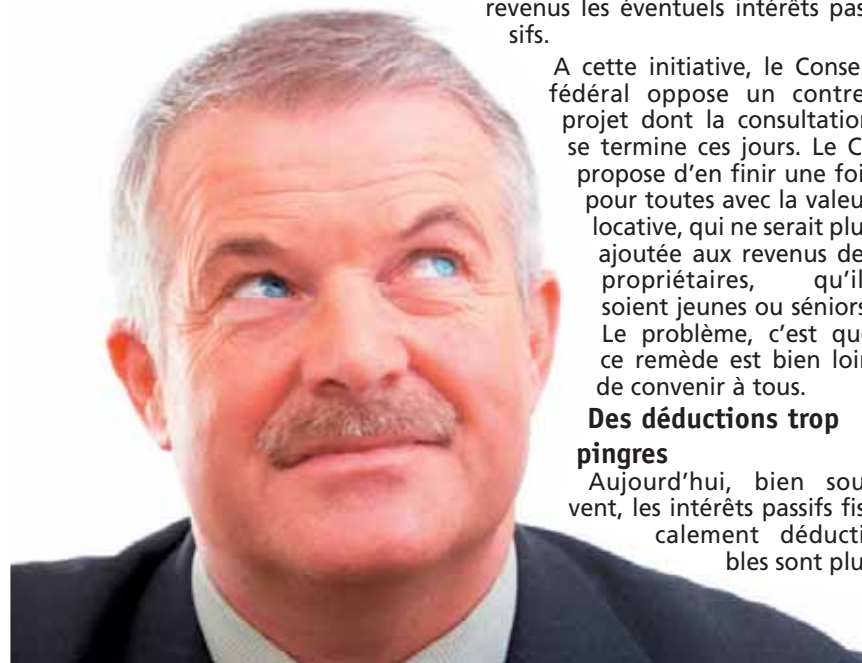 revenus les éventuels intérêts pas
sifs.
A cette initiative, le Conse
fédéral oppose un contre
projet dont la consultation
se termine ces jours. Le C
propose d'en finir une foi
pour toutes avec la valeu
locative, qui ne serait plu
ajoutée aux revenus de
propriétaires, qu'il
soient jeunes ou séniors
Le problème, c'est que
ce remède est bien loin
de convenir à tous.
Des déductions trop
pingres
Aujourd'hui, bien sou
vent, les intérêts passifs fis
calement déducti
bles sont plu